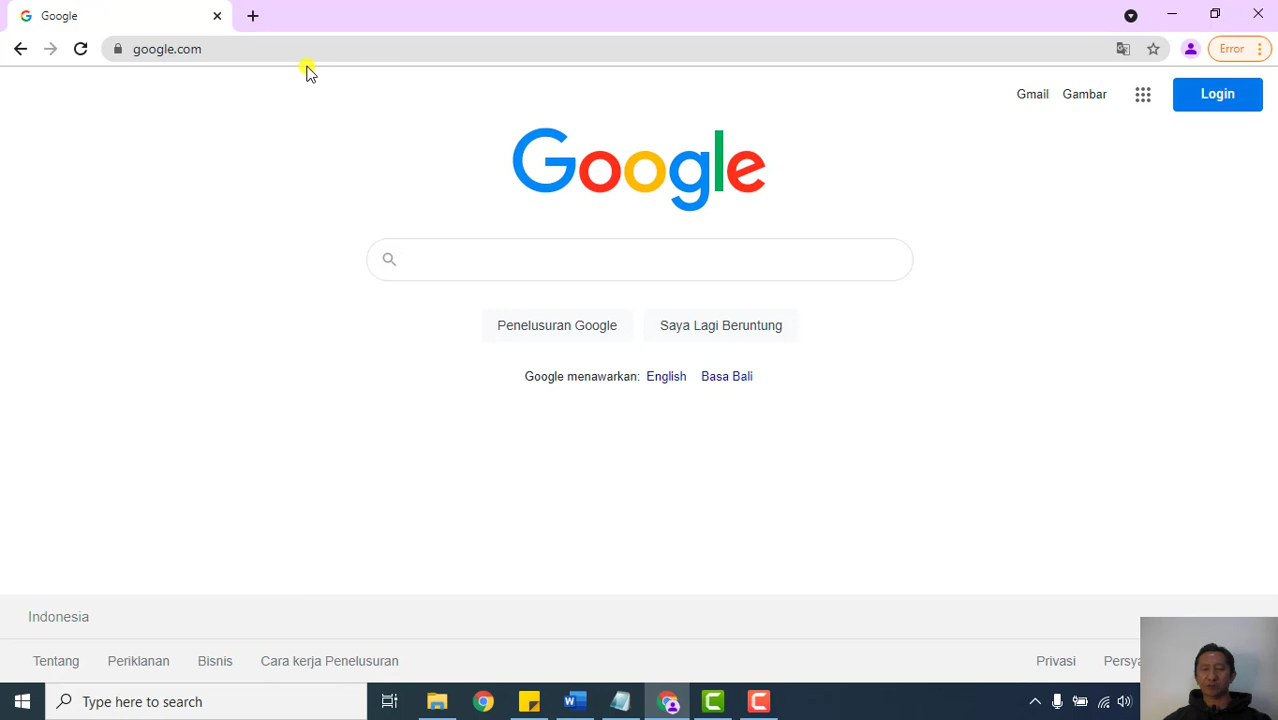 Google
google.com
Error
Gmail Gambar Login
Google
Penelusuran Google Saya Lagi Beruntung
Google menawarkan: English Basa Bali
Indonesia
Tentang Periklanan Bisnis Cara kerja Penelusuran Privasi
Type here to search